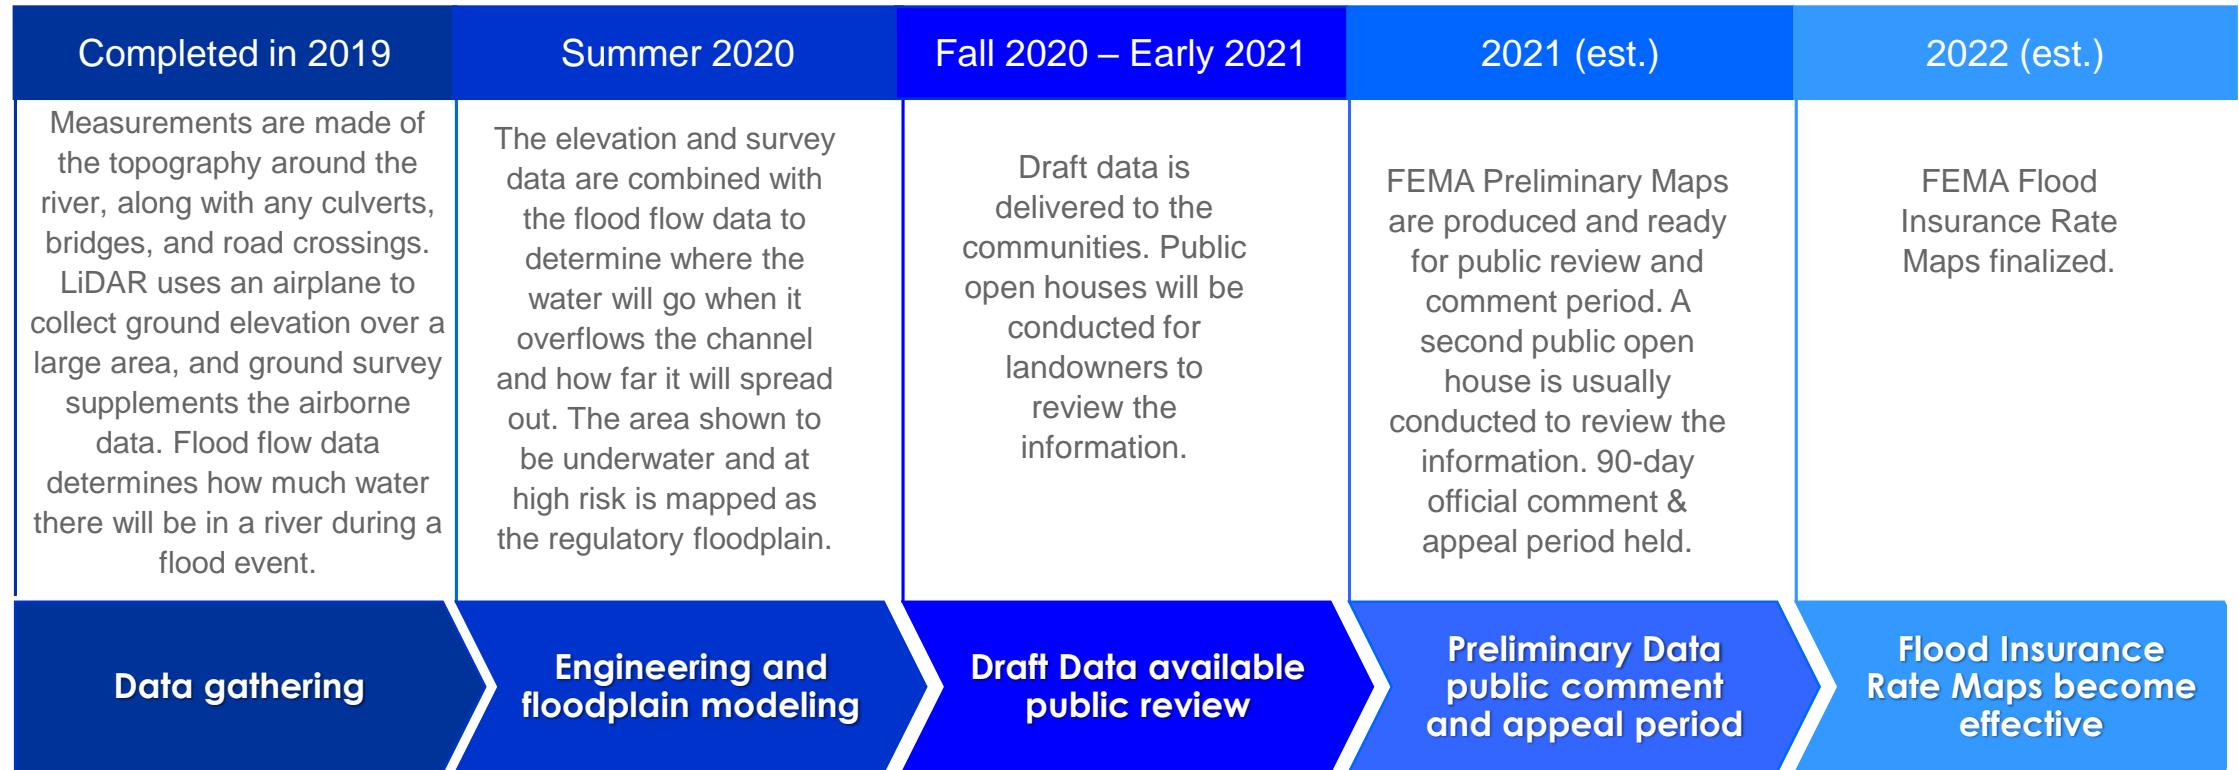 Completed in 2019
Measurements are made of
the topography around the
river, along with any culverts,
bridges, and road crossings.
LiDAR uses an airplane to
collect ground elevation over a
large area, and ground survey
supplements the airborne
data. Flood flow data
determines how much water
there will be in a river during a
flood event.
Data gathering
Summer 2020
The elevation and survey
data are combined with
the flood flow data to
determine where the
water will go when it
overflows the channel
and how far it will spread
out. The area shown to
be underwater and at
high risk is mapped as
the regulatory floodplain.
Engineering and
floodplain modeling
Fall 2020 – Early 2021
Draft data is
delivered to the
communities. Public
open houses will be
conducted for
landowners to
review the
information.
Draft Data available
public review
2021 (est.)
FEMA Preliminary Maps
are produced and ready
for public review and
comment period. A
second public open
house is usually
conducted to review the
information. 90-day
official comment &
appeal period held.
Preliminary Data
public comment
and appeal period
2022 (est.)
FEMA Flood
Insurance Rate
Maps finalized.
Flood Insurance
Rate Maps become
effective